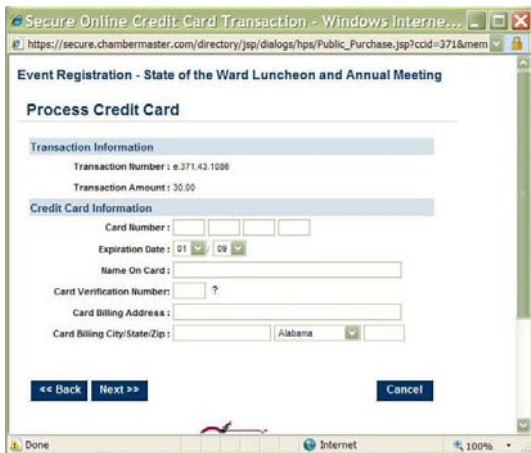 Secure Online Credit Card Transaction - Windows Interne...
https://secure.chambermaster.com/directory/jsp/dialogs/hps/Public_Purchase.jsp?ccid=371&mem
Event Registration - State of the Ward Luncheon and Annual Meeting
Process Credit Card
Transaction Information
Transaction Number : e.371.43.1086
Transaction Amount : 30.00
Credit Card Information
Card Number :
Expiration Date : 01 / 09
Name On Card :
Card Verification Number: ?
Card Billing Address :
Card Billing City/State/Zip : Alabama
<< Back Next >> Cancel
Done Internet 100%